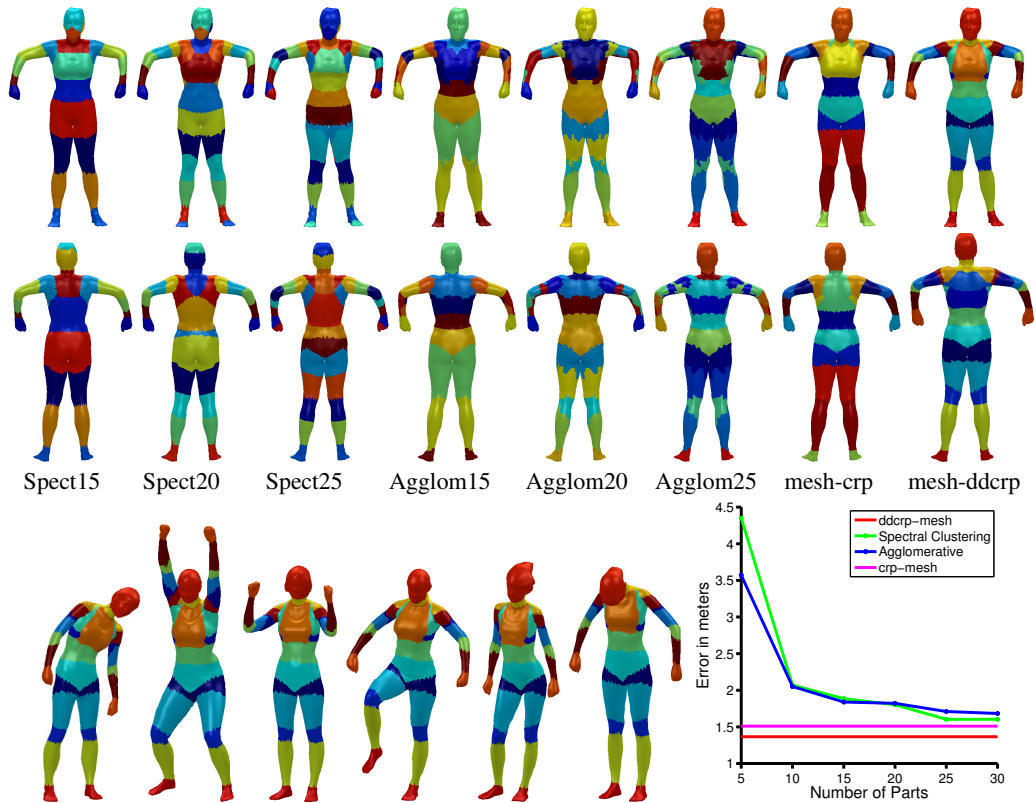 Spect15 Spect20 Spect25 Agglom15 Agglom20 Agglom25 mesh-crp mesh-ddcrp
4.5
4
3.5
3
2.5
2
1.5
1
Error in meters
ddcrp-mesh
Spectral Clustering
Agglomerative
crp-mesh
5 10 15 20 25 30
Number of Parts